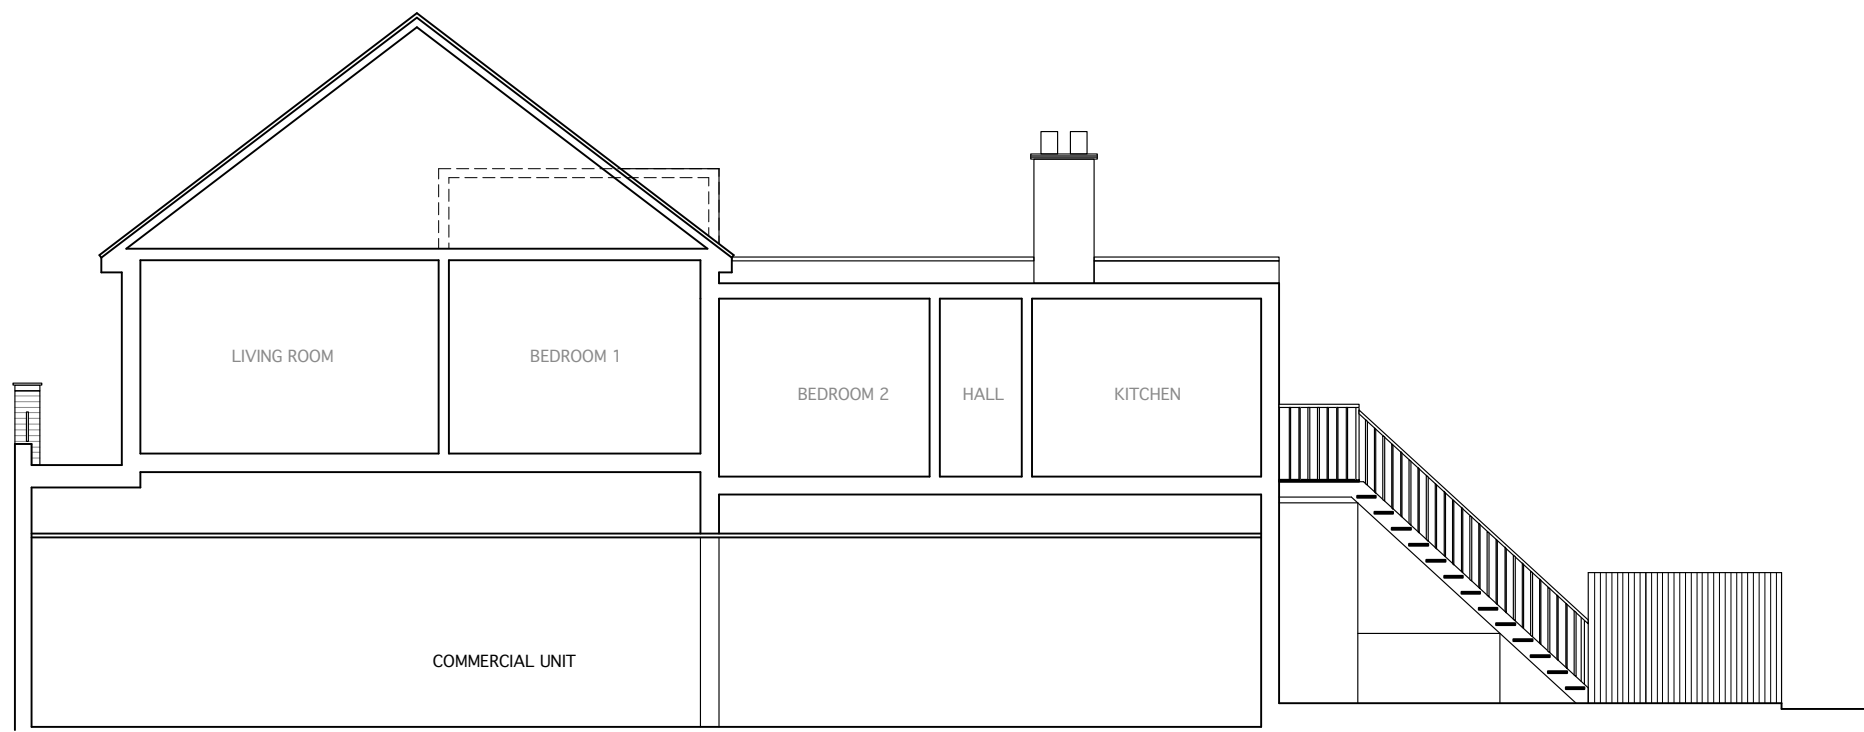 LIVING ROOM
BEDROOM 1
BEDROOM 2
HALL
KITCHEN
COMMERCIAL UNIT